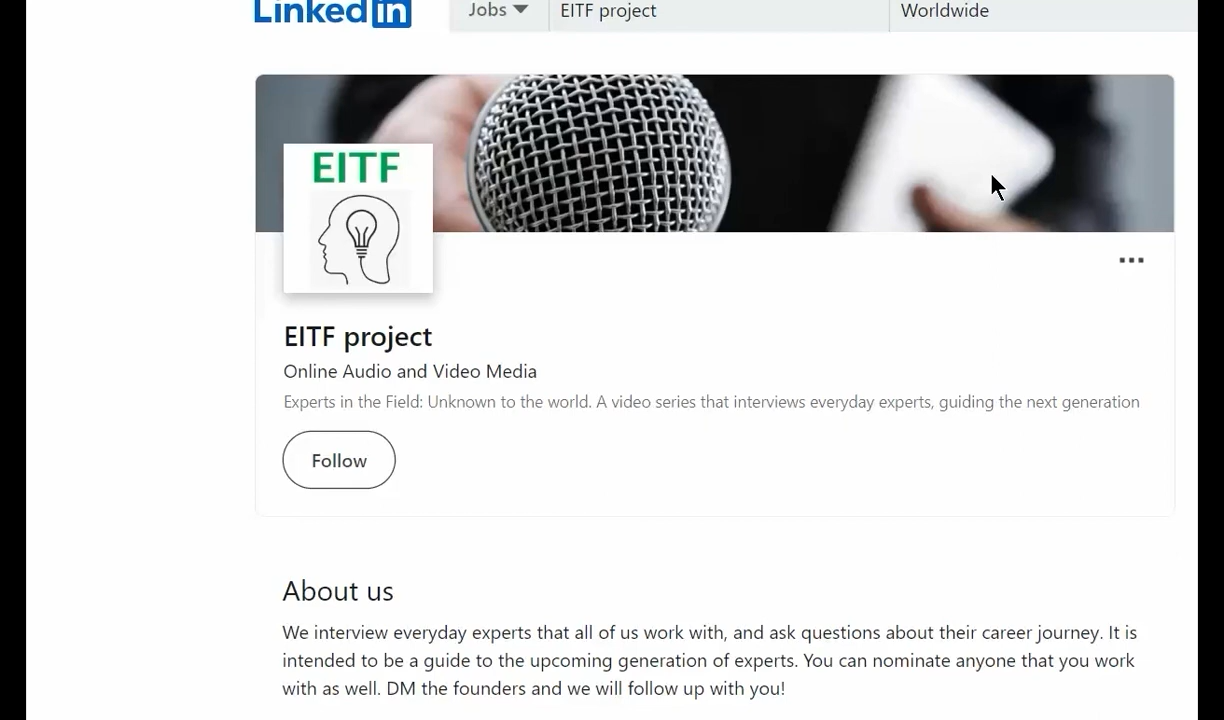 Linked in
Jobs
EITF project
Worldwide
EITF
EITF project
Online Audio and Video Media
Experts in the Field: Unknown to the world. A video series that interviews everyday experts, guiding the next generation
Follow
About us
We interview everyday experts that all of us work with, and ask questions about their career journey. It is
intended to be a guide to the upcoming generation of experts. You can nominate anyone that you work
with as well. DM the founders and we will follow up with you!